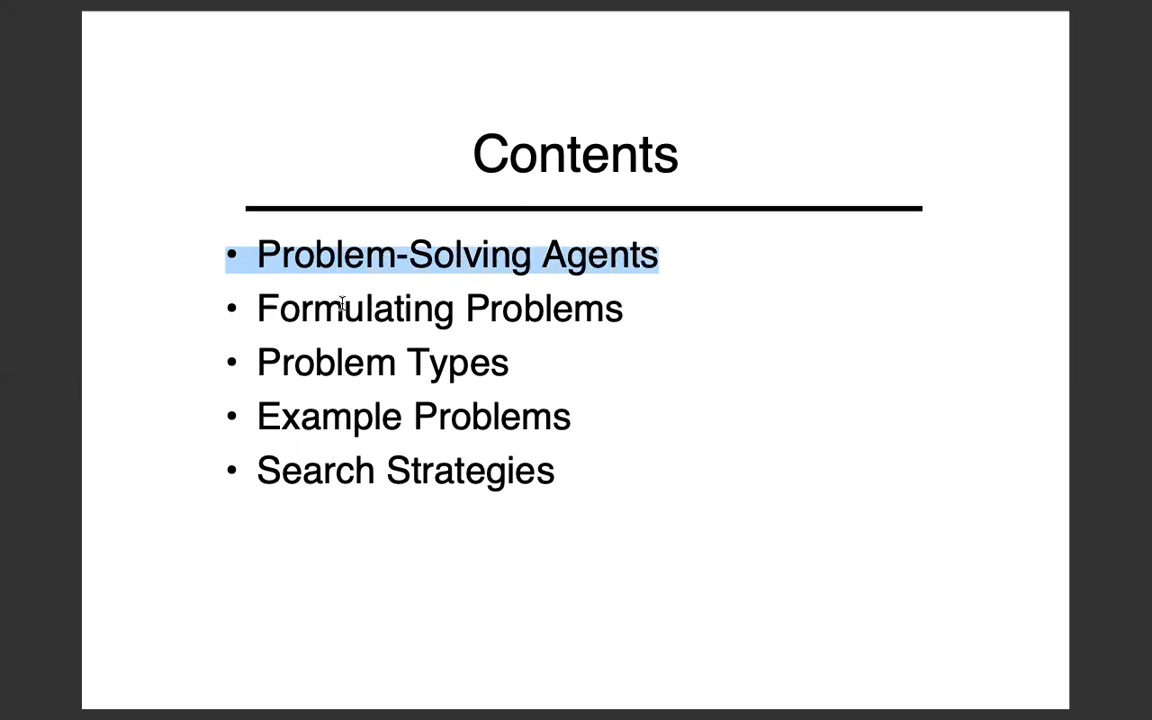 Contents
• Problem-Solving Agents
• Formulating Problems
• Problem Types
• Example Problems
• Search Strategies